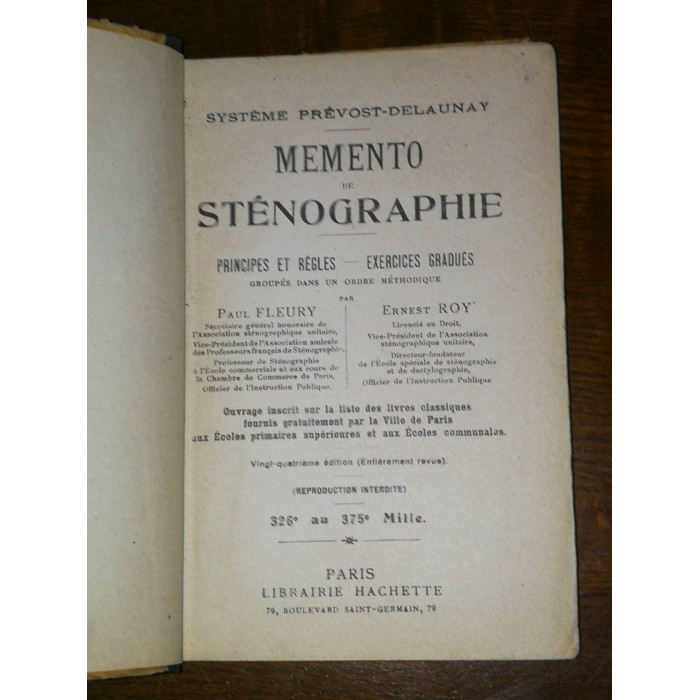 SYSTÈME PRÉVOST-DELAUNAY
MEMENTO
DE
STÉNOGRAPHIE
PRINCIPES ET RÈGLES — EXERCICES GRADUÉS
GROUPÉS DANS UN ORDRE MÉTHODIQUE
PAR
PAUL FLEURY
Secrétaire général honoraire de
l'Association sténographique unitaire,
Vice-Président de l'Association amicale
des Professeurs français de Sténographie,
Professeur de Sténographie
à l'École commerciale et aux cours de
la Chambre de Commerce de Paris,
Officier de l'Instruction Publique.
ERNEST ROY
Licencié en Droit,
Vice-Président de l'Association
sténographique unitaire,
Directeur-fondateur
de l'École spéciale de sténographie
et de dactylographie,
Officier de l'Instruction Publique
Ouvrage inscrit sur la liste des livres classiques
fournis gratuitement par la Ville de Paris
aux Écoles primaires supérieures et aux Écoles communales.
Vingt-quatrième édition (Entièrement revue).
(REPRODUCTION INTERDITE)
326e au 375e Mille.
PARIS
LIBRAIRIE HACHETTE
79, BOULEVARD SAINT-GERMAIN, 79